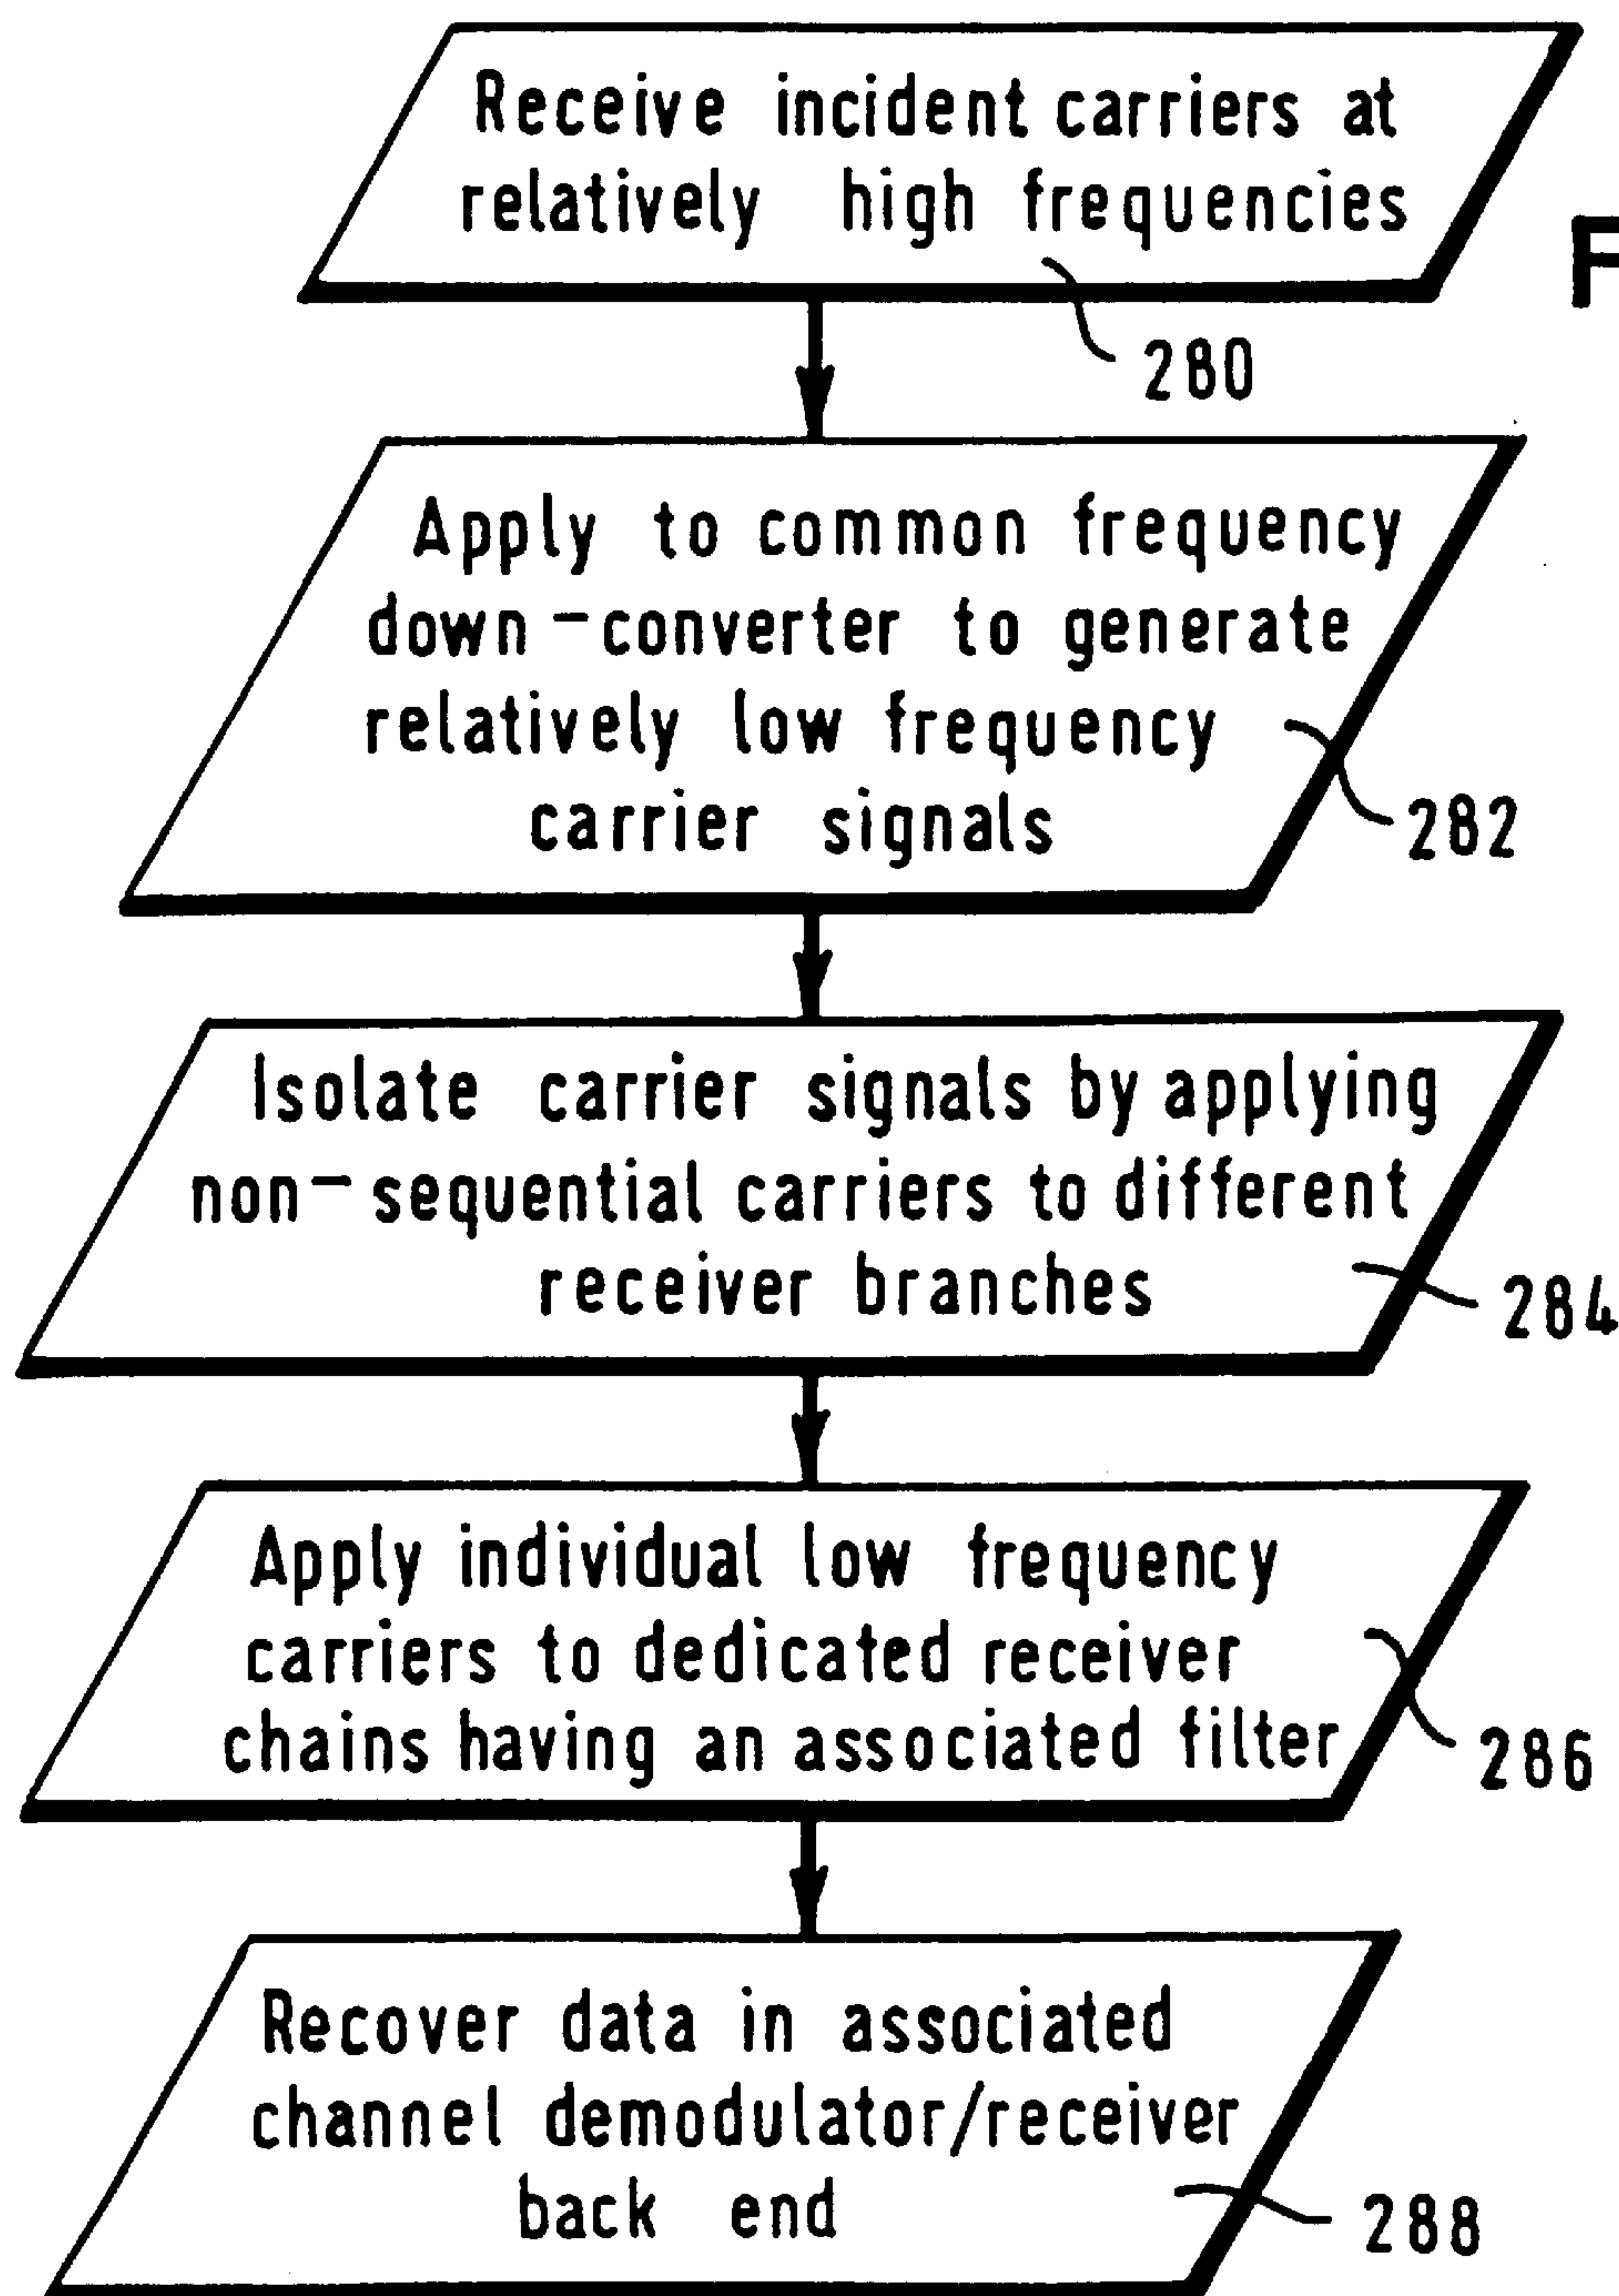 Receive incident carriers at
relatively high frequencies
F
280
Apply to common frequency
down-converter to generate
relatively low frequency
carrier signals
282
Isolate carrier signals by applying
non-sequential carriers to different
receiver branches
284
Apply individual low frequency
carriers to dedicated receiver
chains having an associated filter
286
Recover data in associated
channel demodulator/receiver
back end
288